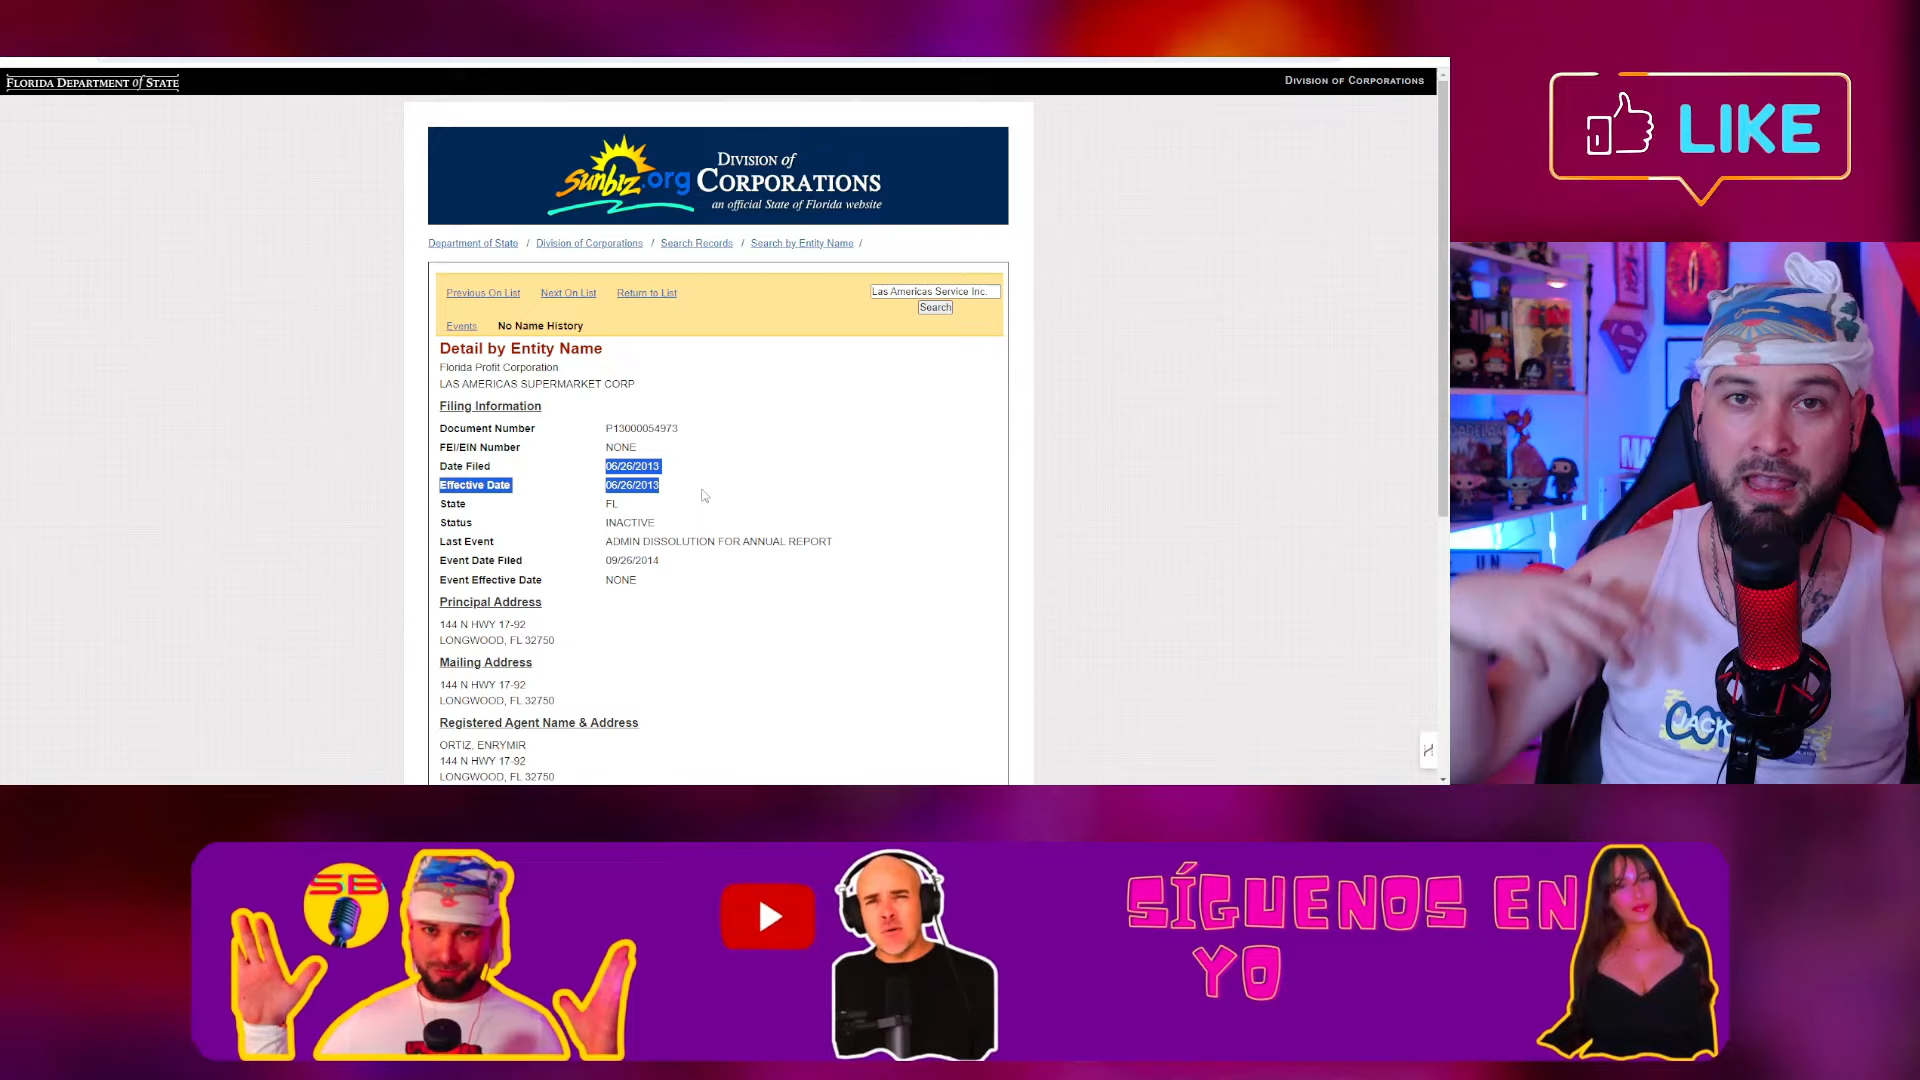 FLORIDA DEPARTMENT of STATE
DIVISION OF CORPORATIONS
LIKE
sunbiz.org
DIVISION of
CORPORATIONS
an official State of Florida website
Department of State / Division of Corporations / Search Records / Search by Entity Name /
Previous On List Next On List Return to List
Las Americas Service Inc.
Search
Events No Name History
Detail by Entity Name
Florida Profit Corporation
LAS AMERICAS SUPERMARKET CORP
Filing Information
Document Number P13000054973
FEI/EIN Number NONE
Date Filed 06/26/2013
Effective Date 06/26/2013
State FL
Status INACTIVE
Last Event ADMIN DISSOLUTION FOR ANNUAL REPORT
Event Date Filed 09/26/2014
Event Effective Date NONE
Principal Address
144 N HWY 17-92
LONGWOOD, FL 32750
Mailing Address
144 N HWY 17-92
LONGWOOD, FL 32750
Registered Agent Name & Address
ORTIZ, ENRYMIR
144 N HWY 17-92
LONGWOOD, FL 32750
SB
SÍGUENOS EN
YO